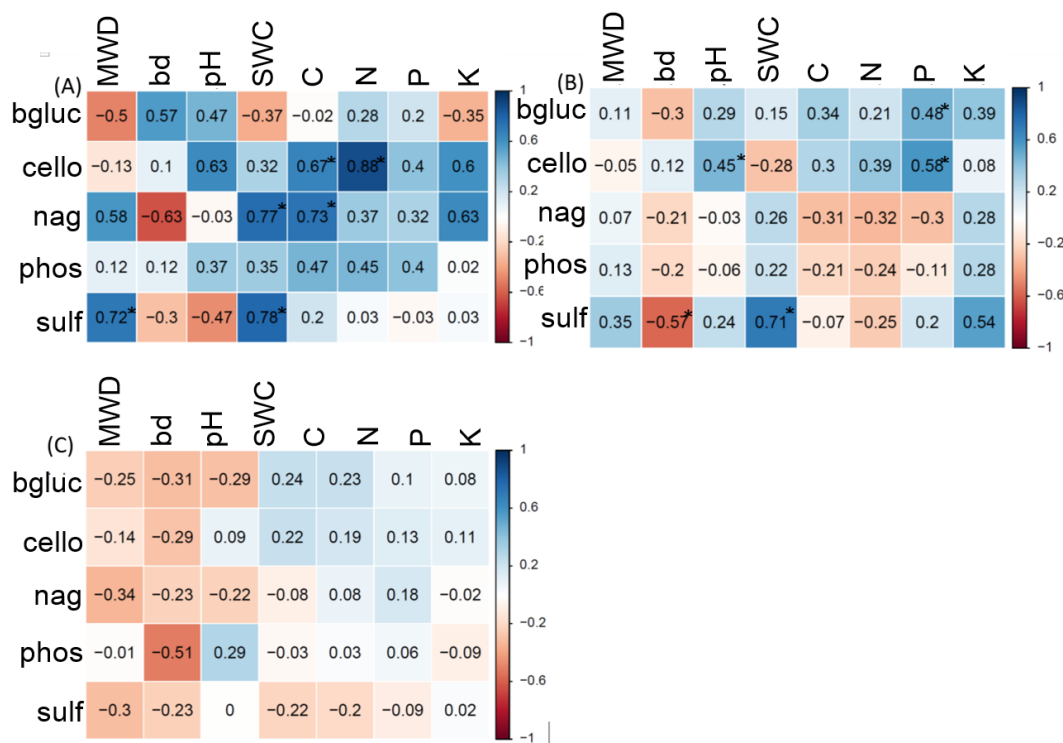 (A) MWD bd pH SWC C N P K
bgluc −0.5 0.57 0.47 −0.37 −0.02 0.28 0.2 −0.35
cello −0.13 0.1 0.63 0.32 0.67* 0.88* 0.4 0.6
nag 0.58 −0.63 −0.03 0.77* 0.73* 0.37 0.32 0.63
phos 0.12 0.12 0.37 0.35 0.47 0.45 0.4 0.02
sulf 0.72* −0.3 −0.47 0.78* 0.2 0.03 −0.03 0.03
1
0.6
0.2
−0.2
−0.6
−1
(B) MWD bd pH SWC C N P K
bgluc 0.11 −0.3 0.29 0.15 0.34 0.21 0.48* 0.39
cello −0.05 0.12 0.45* −0.28 0.3 0.39 0.58* 0.08
nag 0.07 −0.21 −0.03 0.26 −0.31 −0.32 −0.3 0.28
phos 0.13 −0.2 −0.06 0.22 −0.21 −0.24 −0.11 0.28
sulf 0.35 −0.57* 0.24 0.71* −0.07 −0.25 0.2 0.54
1
0.6
0.2
−0.2
−0.6
−1
(C) MWD bd pH SWC C N P K
bgluc −0.25 −0.31 −0.29 0.24 0.23 0.1 0.08
cello −0.14 −0.29 0.09 0.22 0.19 0.13 0.11
nag −0.34 −0.23 −0.22 −0.08 0.08 0.18 −0.02
phos −0.01 −0.51 0.29 −0.03 0.03 0.06 −0.09
sulf −0.3 −0.23 0 −0.22 −0.2 −0.09 0.02
1
0.6
0.2
−0.2
−0.6
−1